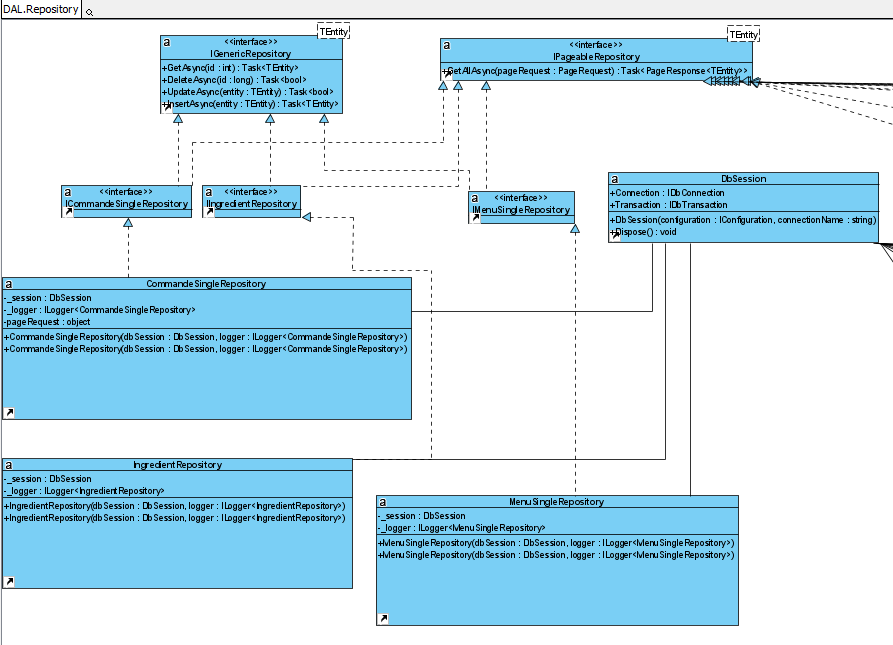 DAL.Repository
TEntity
a
<<interface>>
IGenericRepository
+GetAsync(id : int) : Task<TEntity>
+DeleteAsync(id : long) : Task<bool>
+UpdateAsync(entity : TEntity) : Task<bool>
+InsertAsync(entity : TEntity) : Task<TEntity>
TEntity
a
<<interface>>
IPageableRepository
+GetAllAsync(pageRequest : PageRequest) : Task<PageResponse<TEntity>>
a
<<interface>>
ICommandeSingleRepository
a
<<interface>>
IIngredientRepository
a
<<interface>>
IMenuSingleRepository
a
DbSession
+Connection : IDbConnection
+Transaction : IDbTransaction
+DbSession(configuration : IConfiguration, connectionName : string)
+Dispose() : void
a
CommandeSingleRepository
-_session : DbSession
-_logger : ILogger<CommandeSingleRepository>
-pageRequest : object
+CommandeSingleRepository(dbSession : DbSession, logger : ILogger<CommandeSingleRepository>)
+CommandeSingleRepository(dbSession : DbSession, logger : ILogger<CommandeSingleRepository>)
a
IngredientRepository
-_session : DbSession
-_logger : ILogger<IngredientRepository>
+IngredientRepository(dbSession : DbSession, logger : ILogger<IngredientRepository>)
+IngredientRepository(dbSession : DbSession, logger : ILogger<IngredientRepository>)
a
MenuSingleRepository
-_session : DbSession
-_logger : ILogger<MenuSingleRepository>
+MenuSingleRepository(dbSession : DbSession, logger : ILogger<MenuSingleRepository>)
+MenuSingleRepository(dbSession : DbSession, logger : ILogger<MenuSingleRepository>)